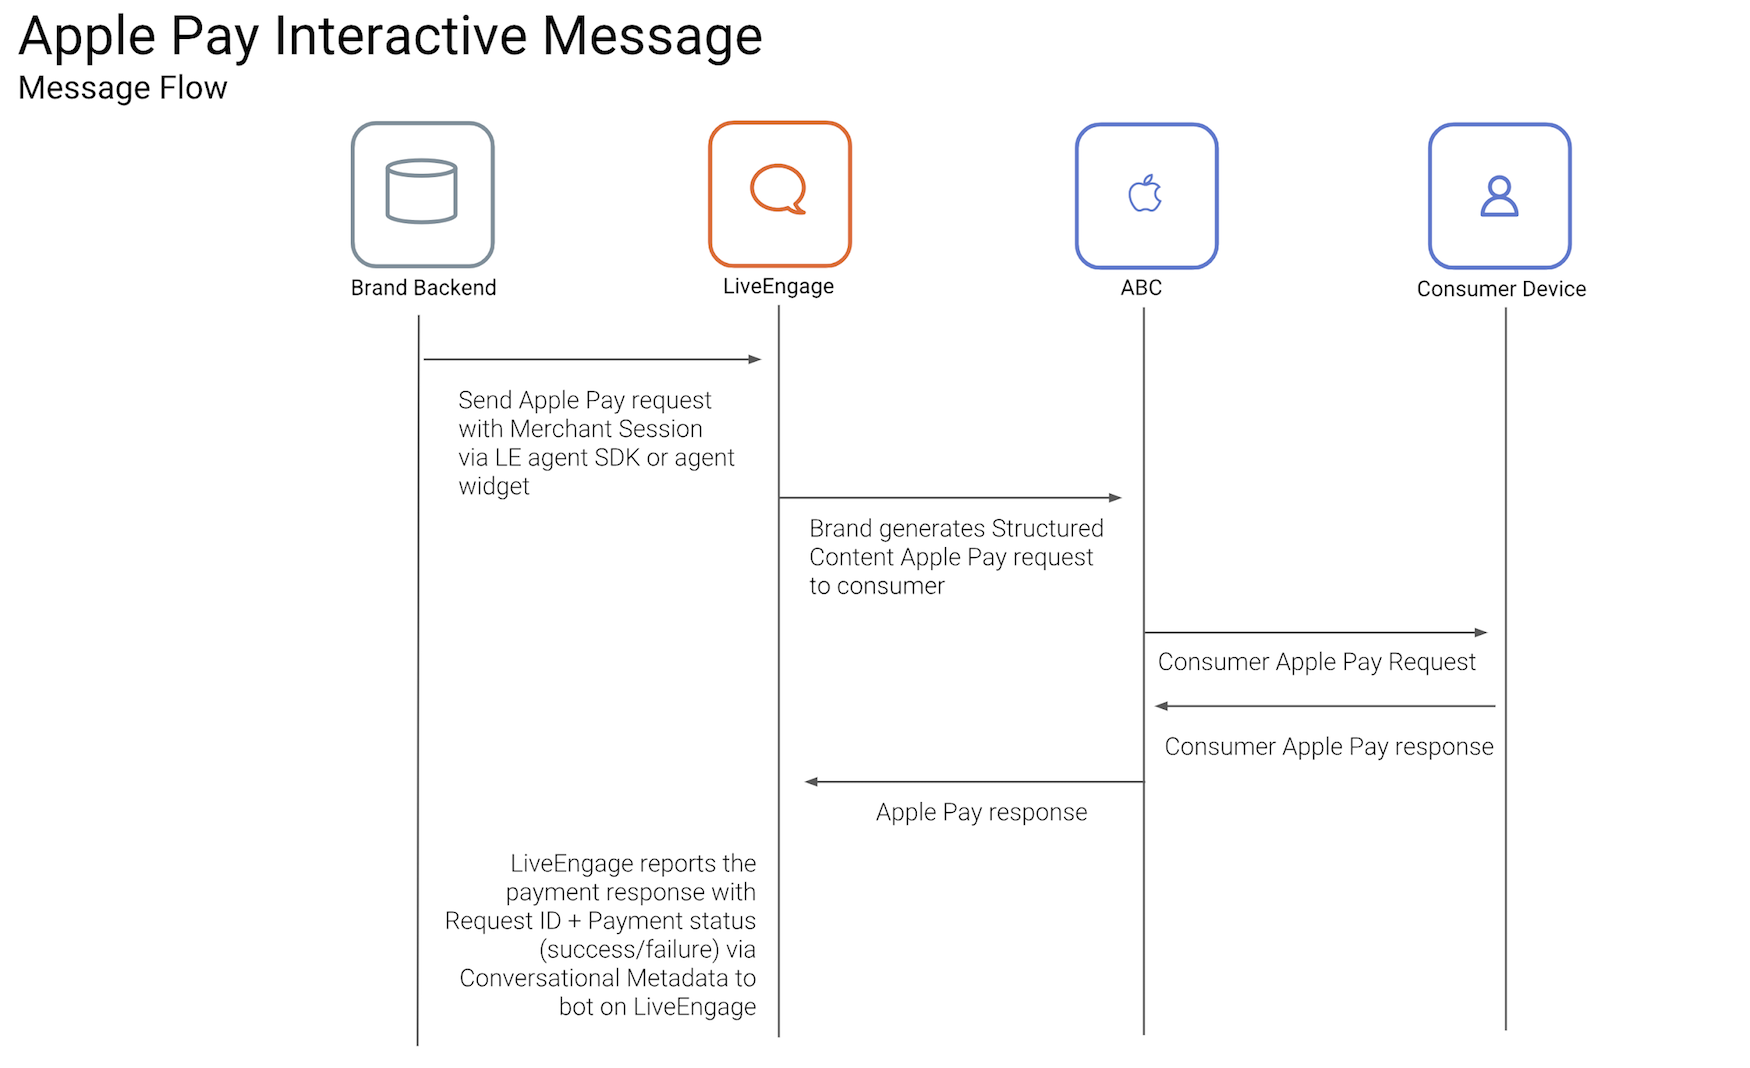 Apple Pay Interactive Message
Message Flow
Brand Backend
LiveEngage
ABC
Consumer Device
Send Apple Pay request
with Merchant Session
via LE agent SDK or agent
widget
Brand generates Structured
Content Apple Pay request
to consumer
Consumer Apple Pay Request
Consumer Apple Pay response
Apple Pay response
LiveEngage reports the
payment response with
Request ID + Payment status
(success/failure) via
Conversational Metadata to
bot on LiveEngage